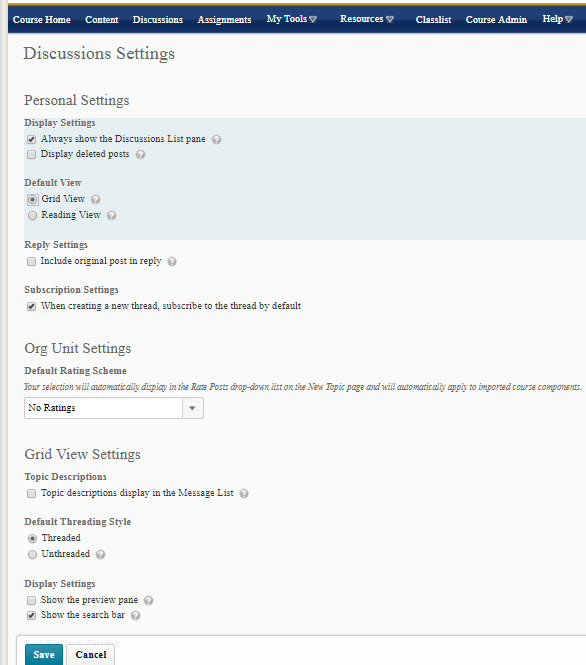 Course Home Content Discussions Assignments My Tools Resources Classlist Course Admin Help
Discussions Settings
Personal Settings
Display Settings
Always show the Discussions List pane
Display deleted posts
Default View
Grid View
Reading View
Reply Settings
Include original post in reply
Subscription Settings
When creating a new thread, subscribe to the thread by default
Org Unit Settings
Default Rating Scheme
Your selection will automatically display in the Rate Posts drop-down list on the New Topic page and will automatically apply to imported course components.
No Ratings
Grid View Settings
Topic Descriptions
Topic descriptions display in the Message List
Default Threading Style
Threaded
Unthreaded
Display Settings
Show the preview pane
Show the search bar
Save Cancel